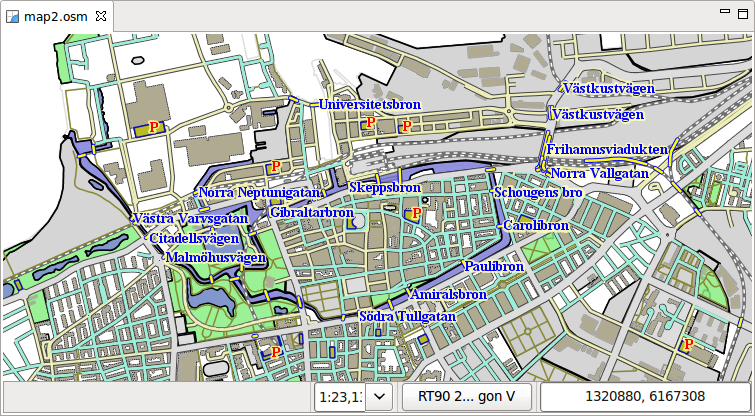 map2.osm
Västkustvägen
Universitetsbron
Västkustvägen
P
P
P
Frihamnsviadukten
P
Norra Vallgatan
Skeppsbron
Norra Neptunigatan
Schougens bro
Gibraltarbron
P
Västra Varvsgatan
Carolibron
Citadellsvägen
Malmöhusvägen
Paulibron
Amiralsbron
Södra Tullgatan
P
P
1:23,1
RT90 2... gon V
1320880, 6167308